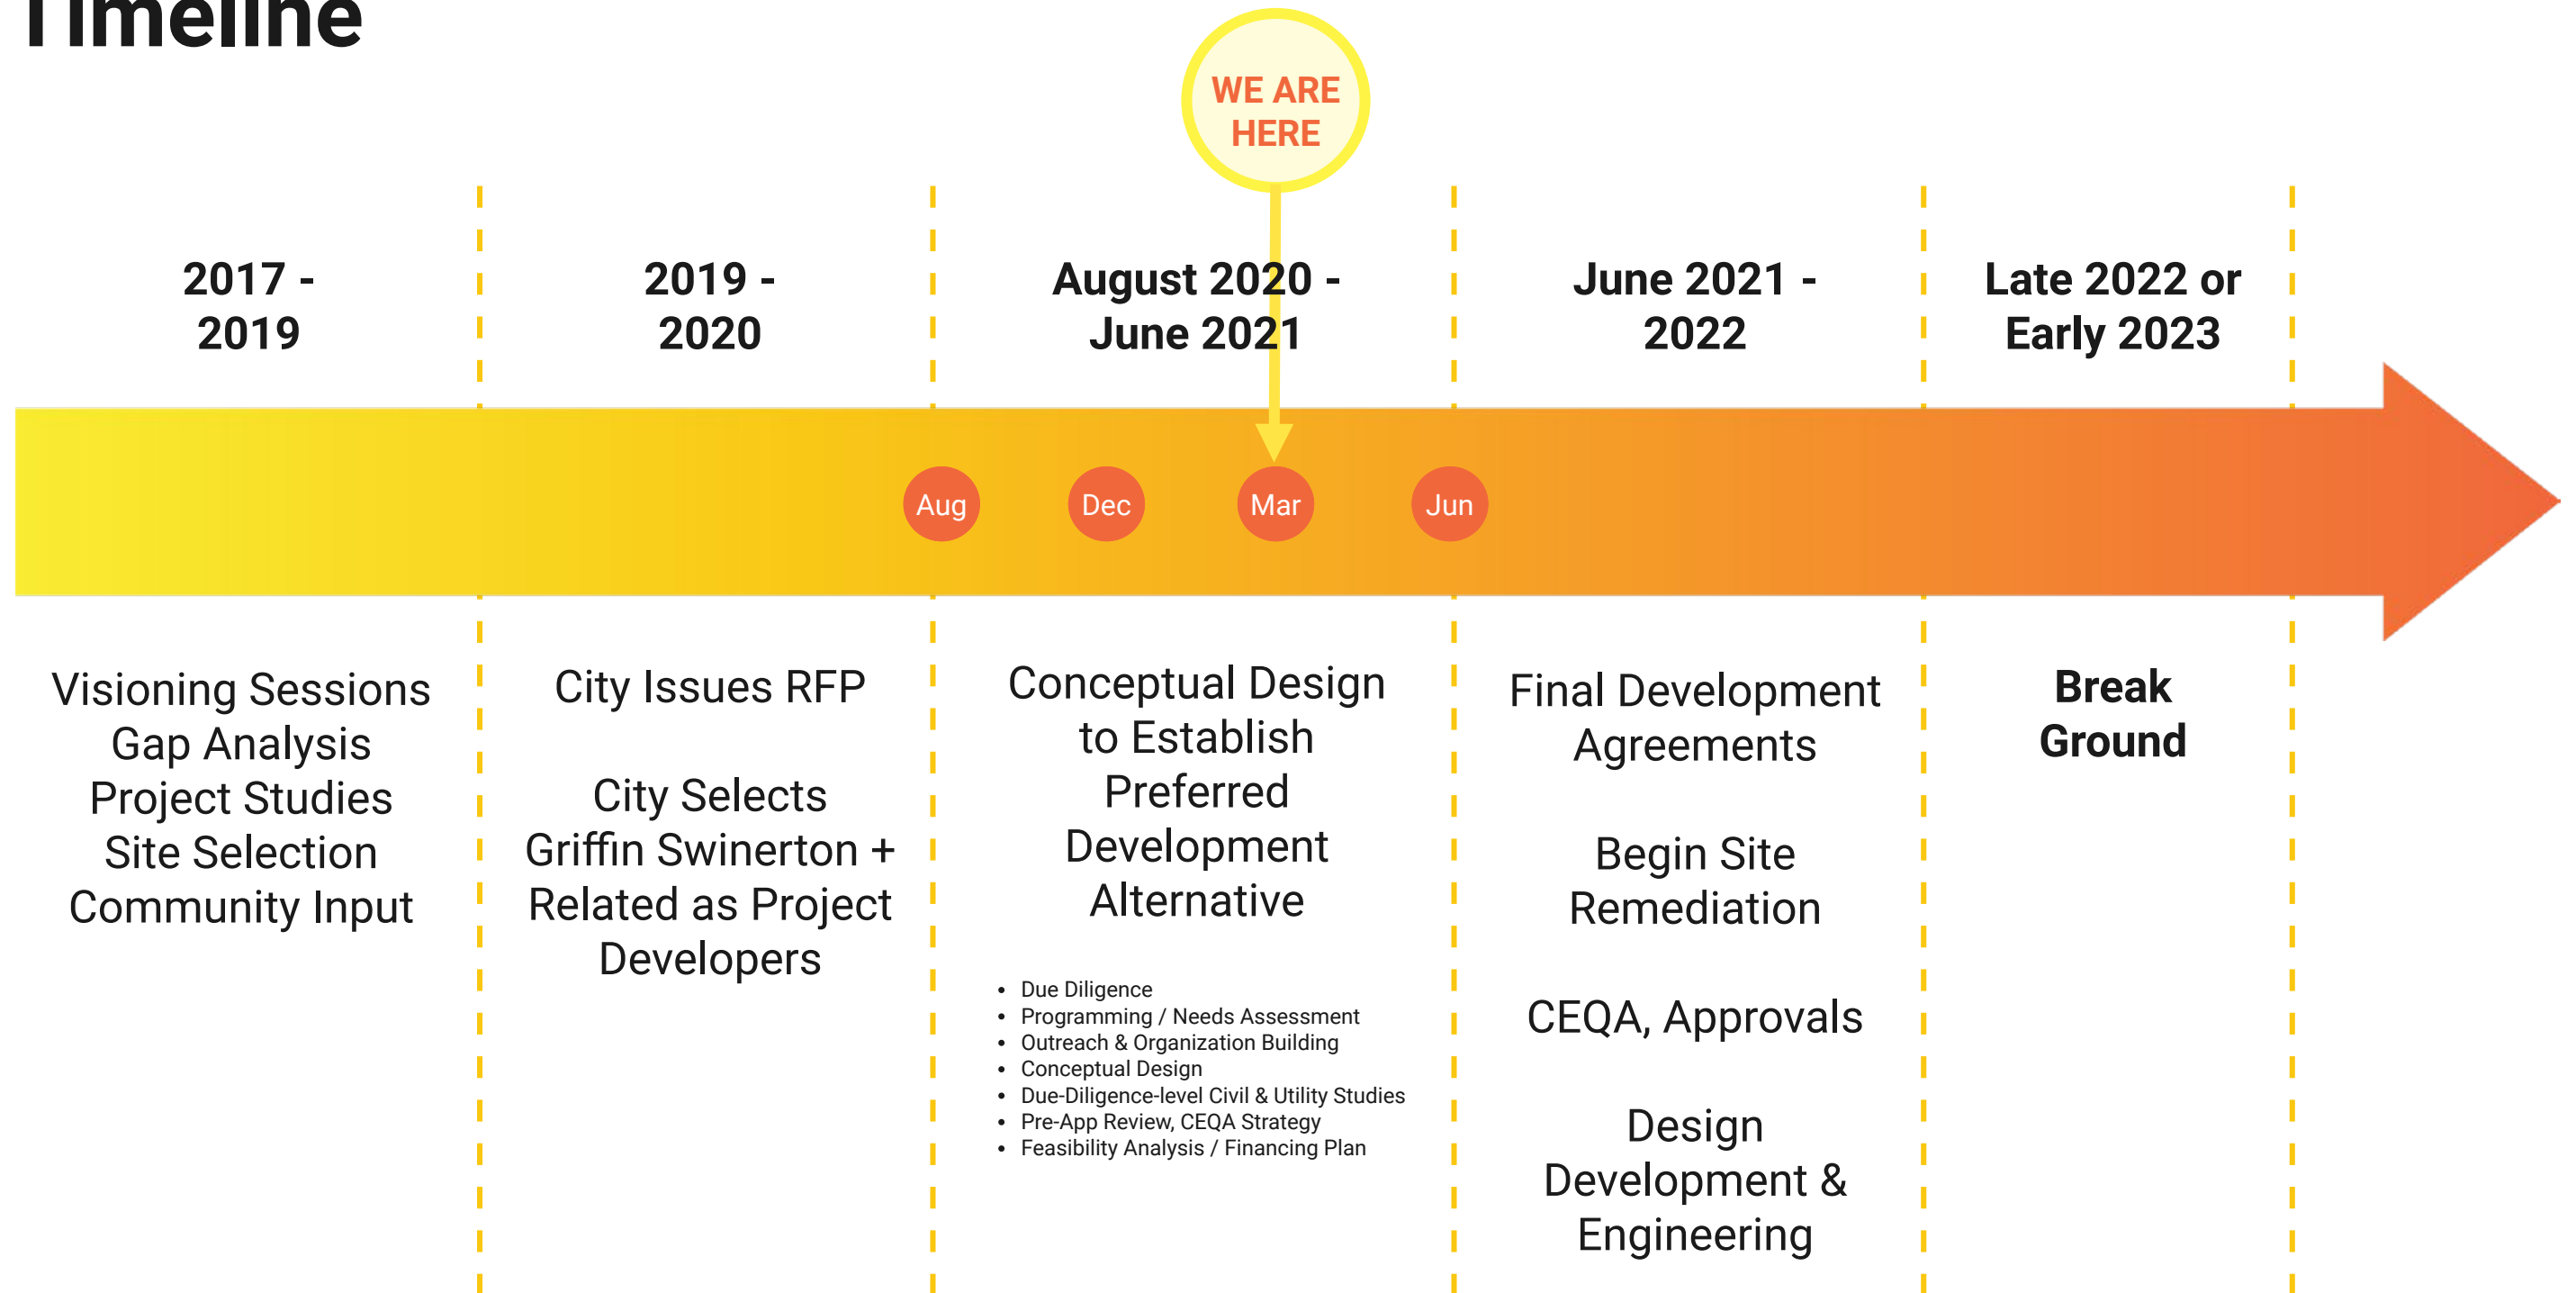 Timeline
WE ARE
HERE
2017 -
2019
2019 -
2020
August 2020 -
June 2021
June 2021 -
2022
Late 2022 or
Early 2023
Aug
Dec
Mar
Jun
Visioning Sessions
Gap Analysis
Project Studies
Site Selection
Community Input
City Issues RFP
City Selects
Griffin Swinerton +
Related as Project
Developers
Conceptual Design
to Establish
Preferred
Development
Alternative
• Due Diligence
• Programming / Needs Assessment
• Outreach & Organization Building
• Conceptual Design
• Due-Diligence-level Civil & Utility Studies
• Pre-App Review, CEQA Strategy
• Feasibility Analysis / Financing Plan
Final Development
Agreements
Begin Site
Remediation
CEQA, Approvals
Design
Development &
Engineering
Break
Ground